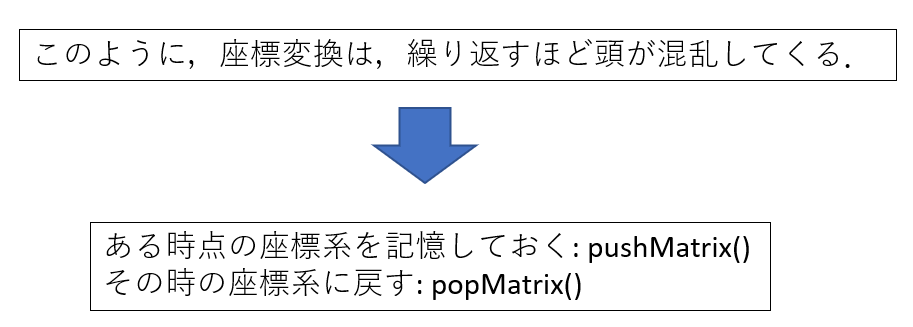 このように，座標変換は，繰り返すほど頭が混乱してくる．
ある時点の座標系を記憶しておく: pushMatrix()
その時の座標系に戻す: popMatrix()